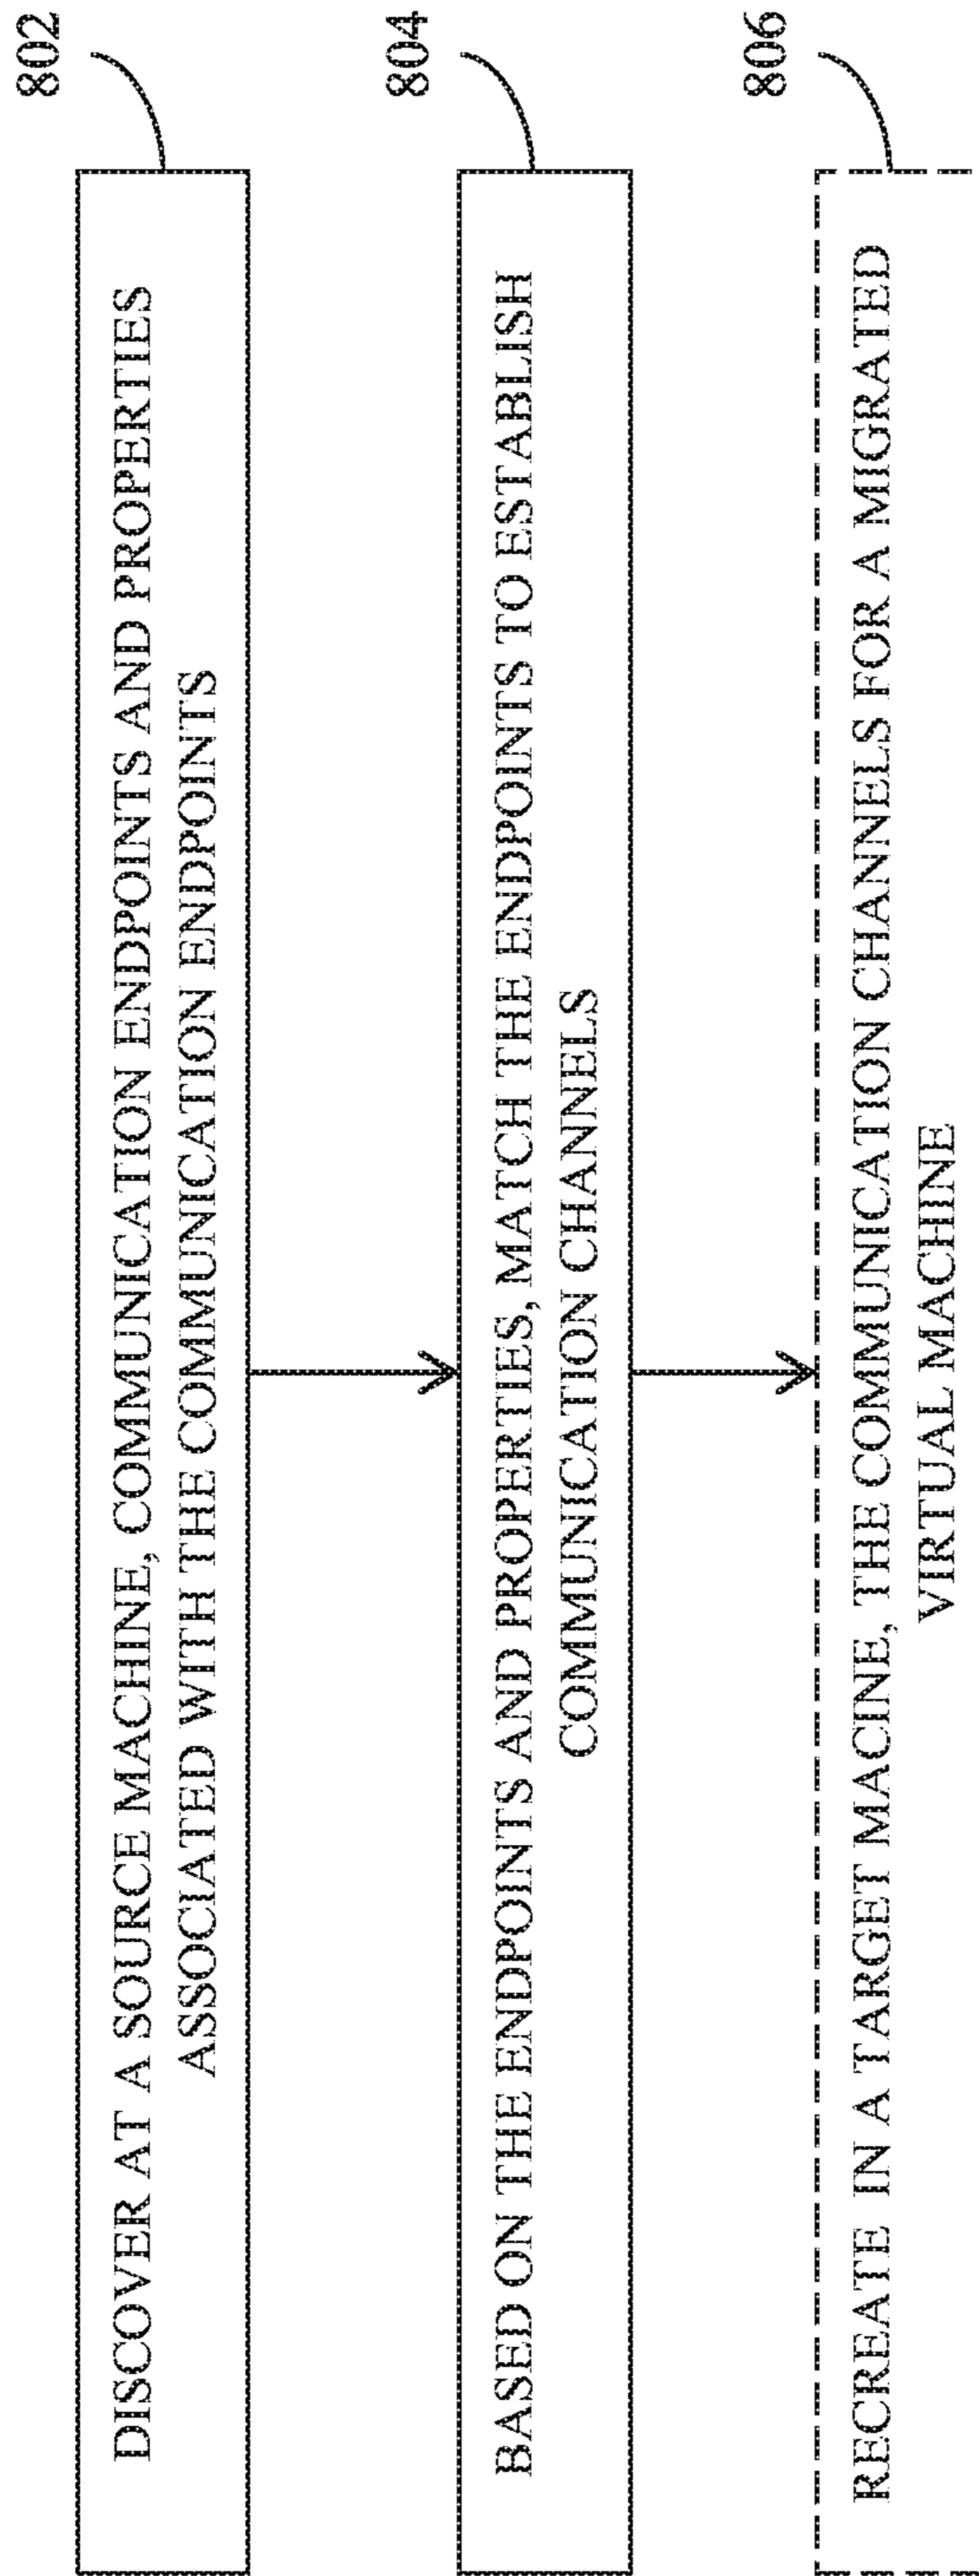 802
DISCOVER AT A SOURCE MACHINE, COMMUNICATION ENDPOINTS AND PROPERTIES
ASSOCIATED WITH THE COMMUNICATION ENDPOINTS
804
BASED ON THE ENDPOINTS AND PROPERTIES, MATCH THE ENDPOINTS TO ESTABLISH
COMMUNICATION CHANNELS
806
RECREATE IN A TARGET MACINE, THE COMMUNICATION CHANNELS FOR A MIGRATED
VIRTUAL MACHINE